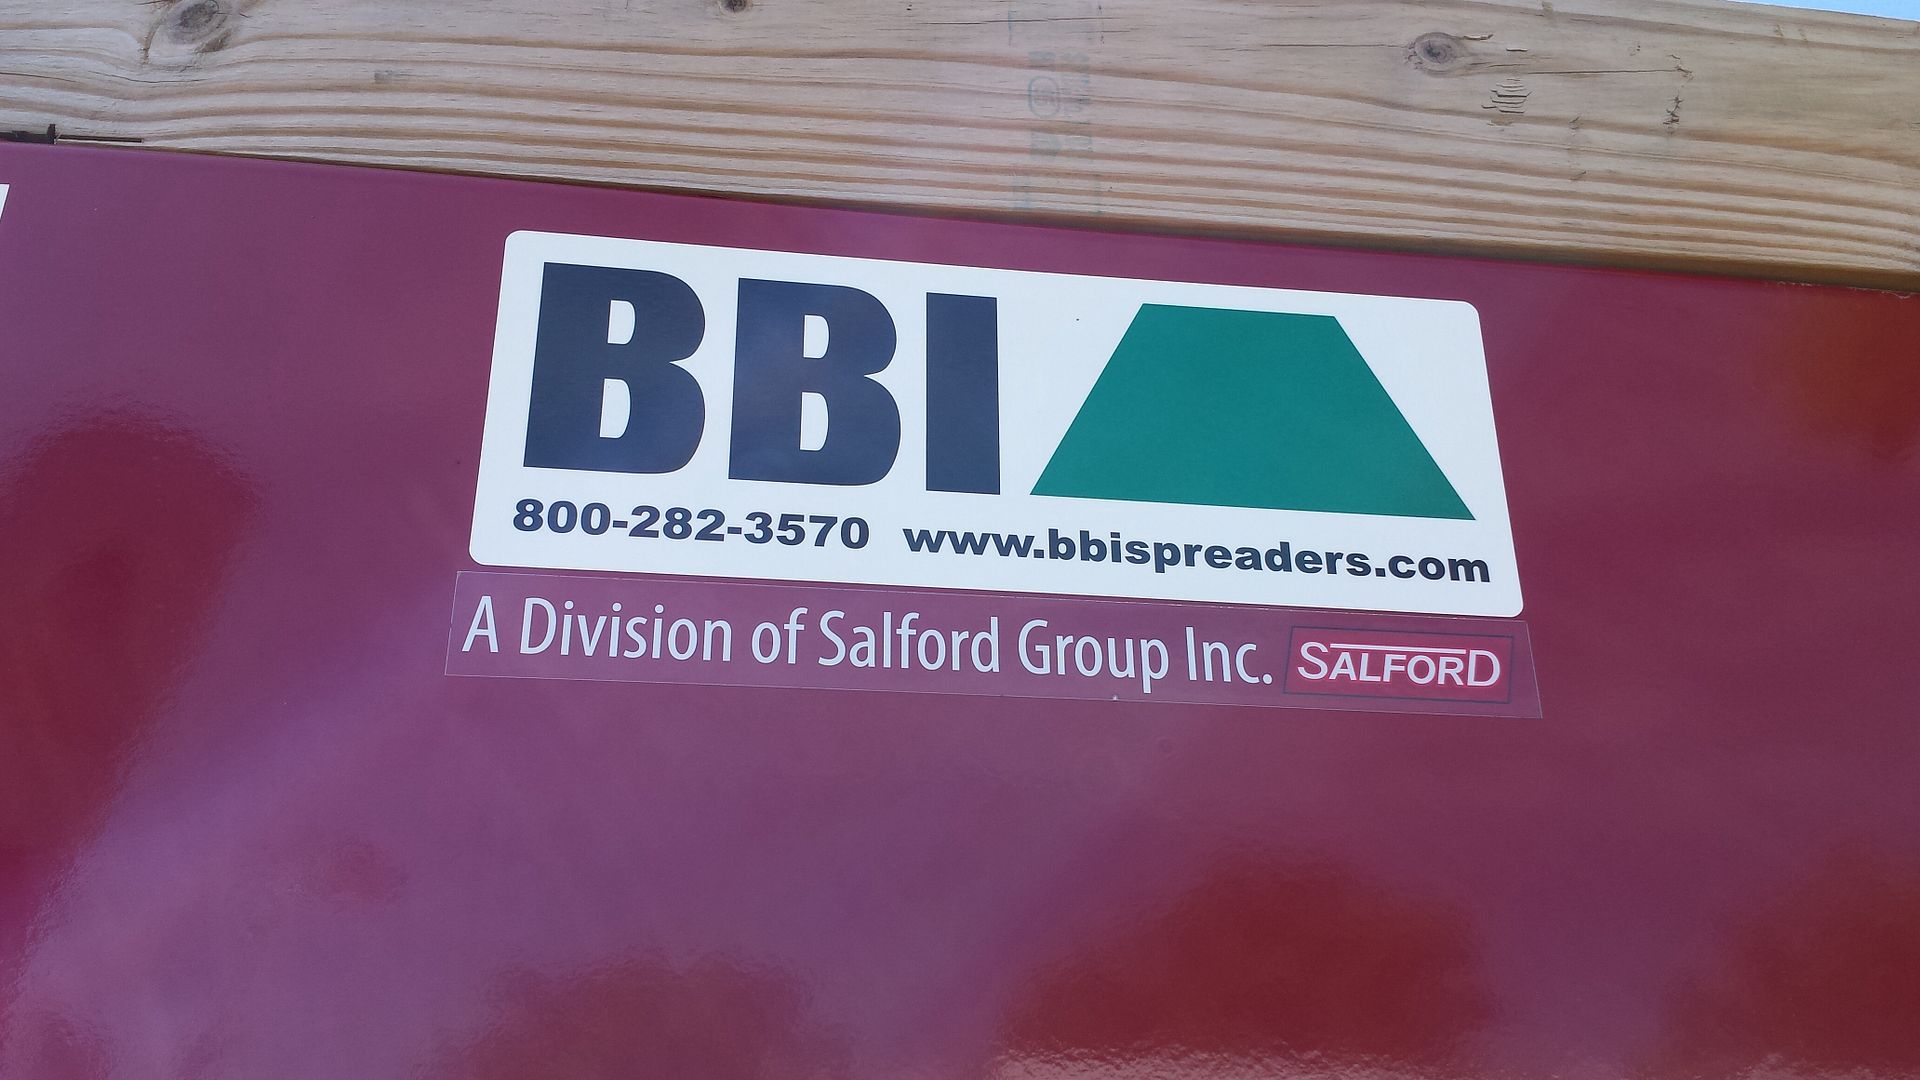 BBI
800-282-3570 www.bbispreaders.com
A Division of Salford Group Inc. SALFORD